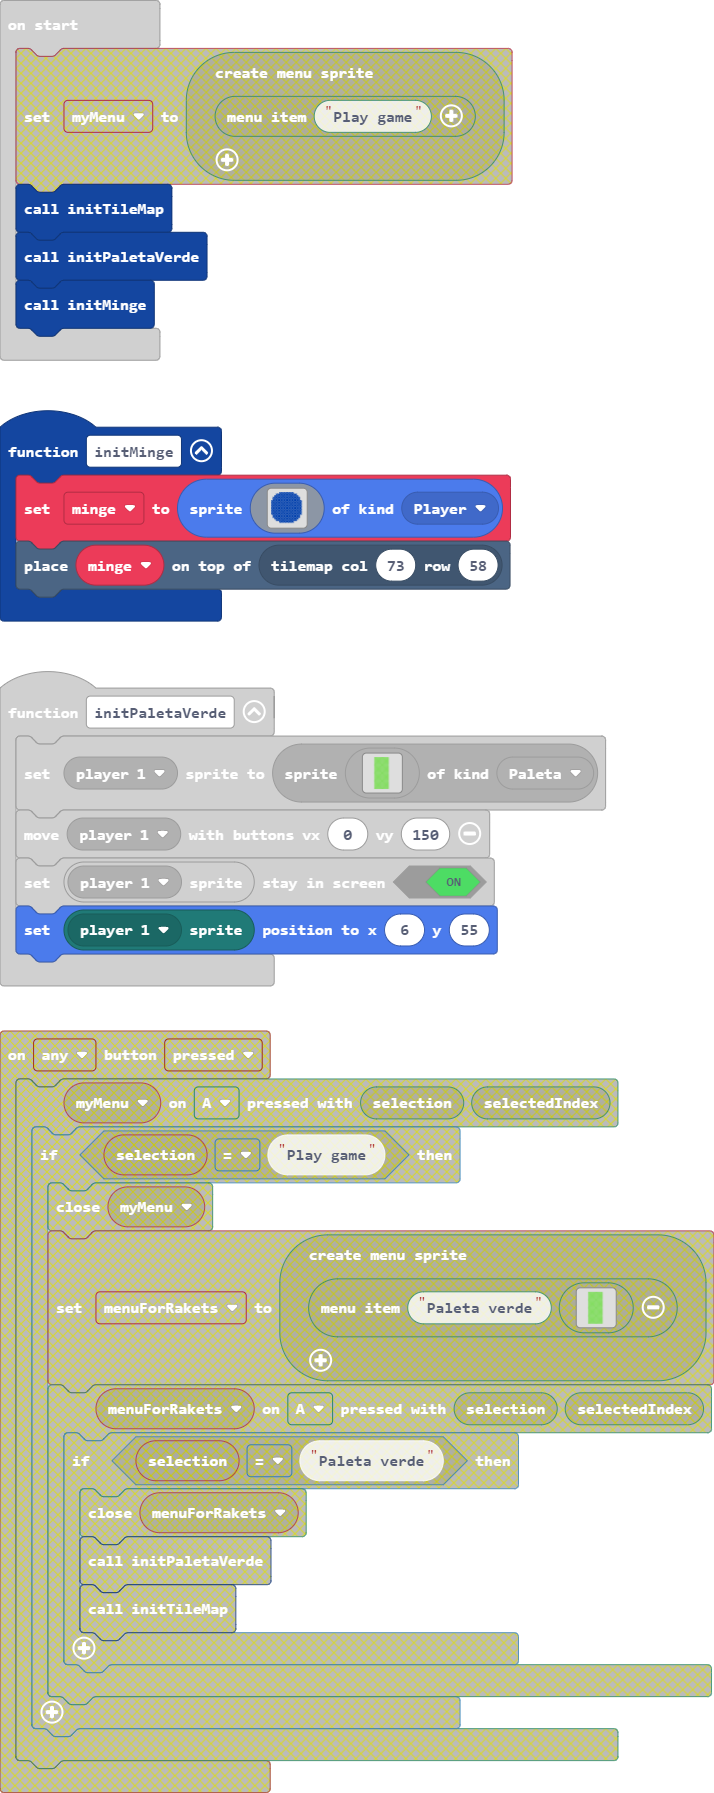 on start
create menu sprite
set myMenu to menu item "Play game"
call initTileMap
call initPaletaVerde
call initMinge
function initMinge
set minge to sprite of kind Player
place minge on top of tilemap col 73 row 58
function initPaletaVerde
set player 1 sprite to sprite of kind Paleta
move player 1 with buttons vx 0 vy 150
set player 1 sprite stay in screen ON
set player 1 sprite position to x 6 y 55
on any button pressed
myMenu on A pressed with selection selectedIndex
if selection = "Play game" then
close myMenu
create menu sprite
set menuForRakets to menu item "Paleta verde"
menuForRakets on A pressed with selection selectedIndex
if selection = "Paleta verde" then
close menuForRakets
call initPaletaVerde
call initTileMap